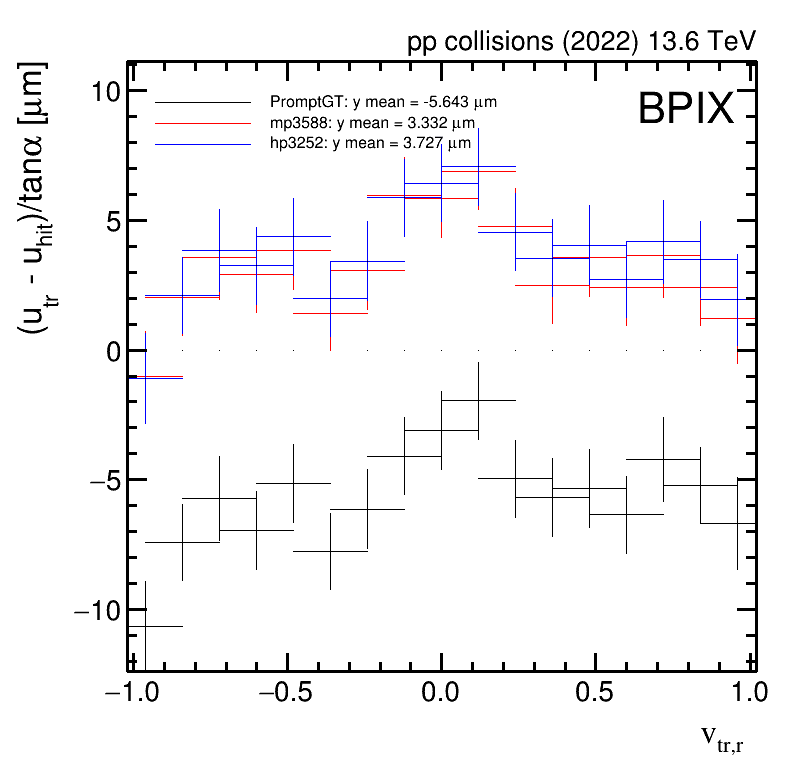 pp collisions (2022) 13.6 TeV
(u_tr - u_hit)/tanα [μm]
BPIX
PromptGT: y mean = -5.643 μm
mp3588: y mean = 3.332 μm
hp3252: y mean = 3.727 μm
10
5
0
−5
−10
−1.0 −0.5 0.0 0.5 1.0
v_tr,r